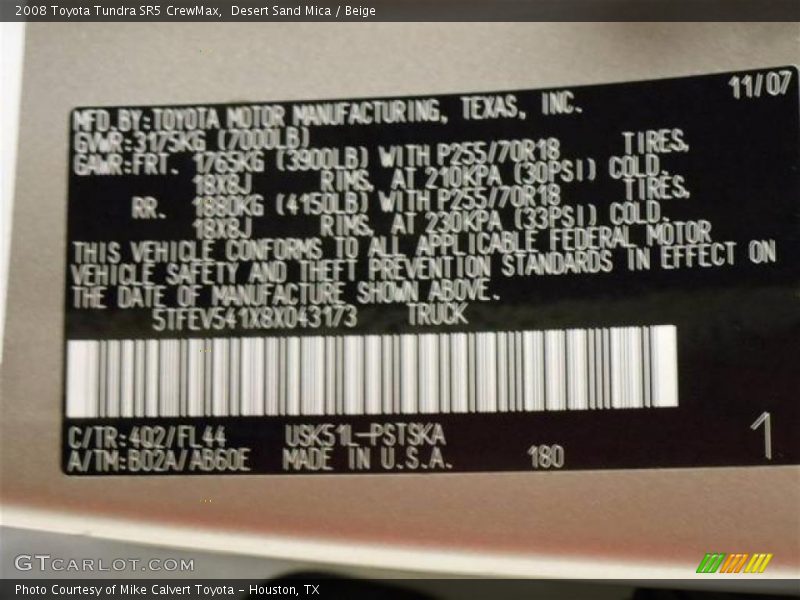 2008 Toyota Tundra SR5 CrewMax,  Desert Sand Mica / Beige
11/07
MFD.BY:TOYOTA MOTOR MANUFACTURING, TEXAS, INC.
GVWR:3175KG (7000LB)
GAWR:FRT. 1765KG (3900LB) WITH P255/70R18 TIRES,
18X8J RIMS, AT 210KPA (30PSI) COLD.
RR. 1880KG (4150LB) WITH P255/70R18 TIRES,
18X8J RIMS, AT 230KPA (33PSI) COLD.
THIS VEHICLE CONFORMS TO ALL APPLICABLE FEDERAL MOTOR
VEHICLE SAFETY AND THEFT PREVENTION STANDARDS IN EFFECT ON
THE DATE OF MANUFACTURE SHOWN ABOVE.
5TFEV541X8X043173 TRUCK
C/TR:4Q2/FL44 USK51L-PSTSKA
A/TM:B02A/AB60E MADE IN U.S.A. 180
1
GTCARLOT.COM
Photo Courtesy of Mike Calvert Toyota – Houston, TX